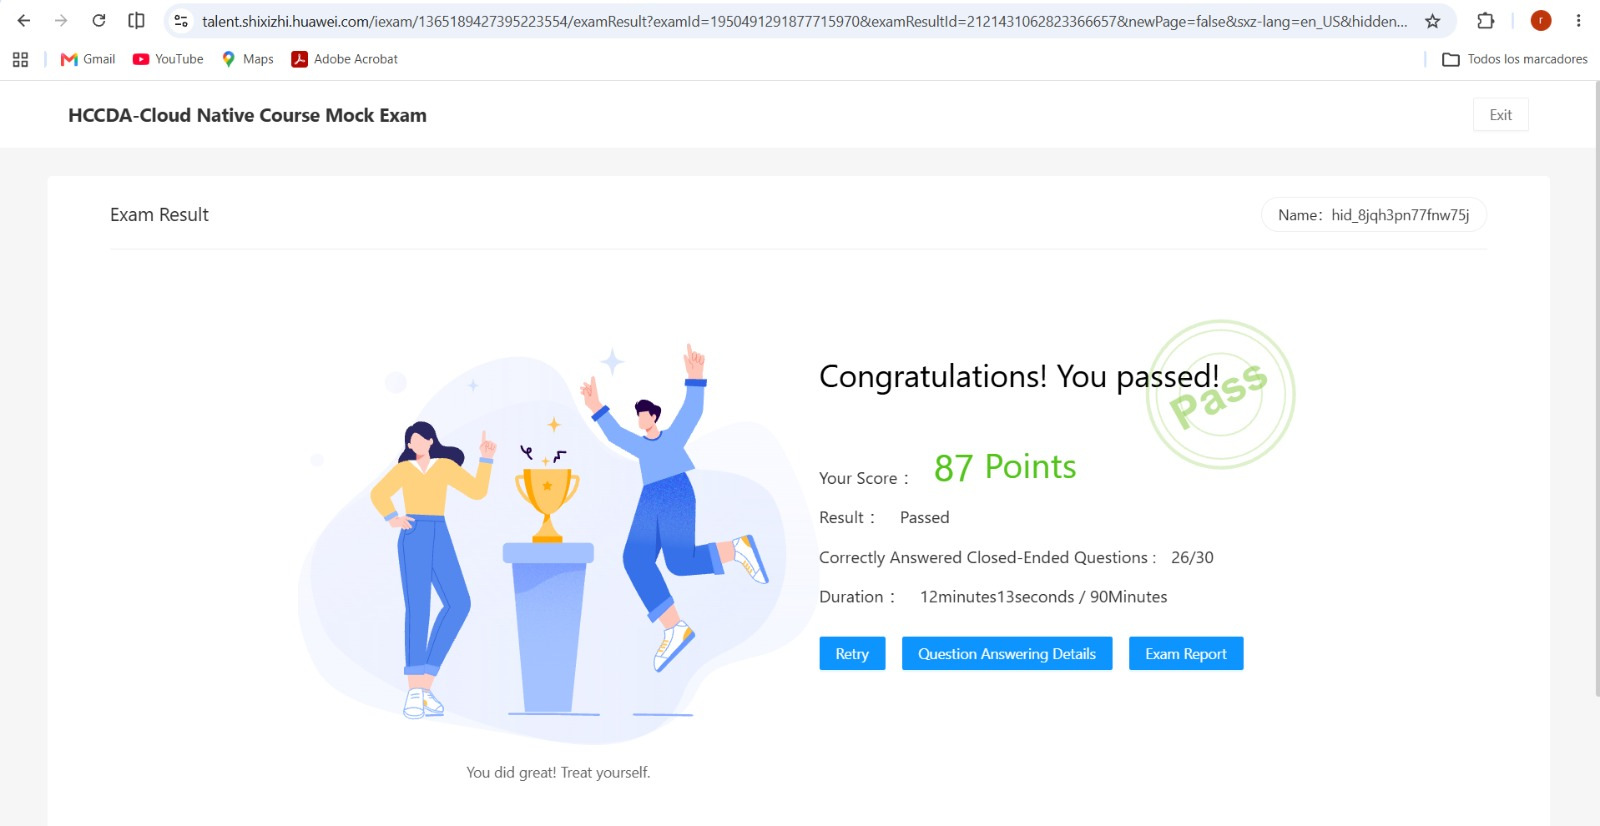 talent.shixizhi.huawei.com/iexam/1365189427395223554/examResult?examId=1950491291877715970&examResultId=2121431062823366657&newPage=false&sxz-lang=en_US&hidden...
r
Gmail YouTube Maps Adobe Acrobat Todos los marcadores
HCCDA-Cloud Native Course Mock Exam Exit
Exam Result Name: hid_8jqh3pn77fnw75j
Congratulations! You passed!
Pass
Your Score : 87 Points
Result : Passed
Correctly Answered Closed-Ended Questions : 26/30
Duration : 12minutes13seconds / 90Minutes
Retry Question Answering Details Exam Report
You did great! Treat yourself.